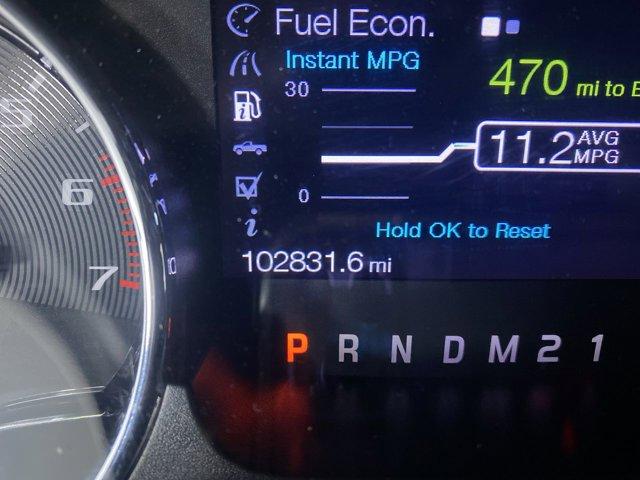 Fuel Econ.
Instant MPG
30
470 mi to E
11.2 AVG MPG
0
Hold OK to Reset
102831.6 mi
5
6
7
P R N D M 2 1